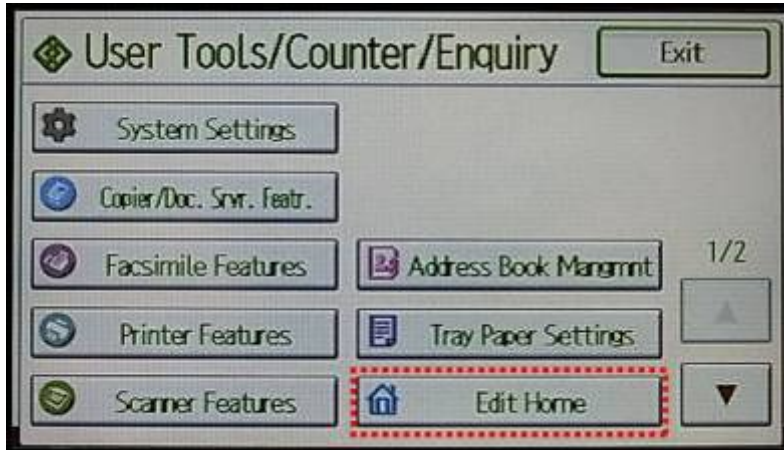 User Tools/Counter/Enquiry
Exit
System Settings
Copier/Doc. Srvr. Featr.
Facsimile Features
Address Book Mangmnt
1/2
Printer Features
Tray Paper Settings
Scanner Features
Edit Home